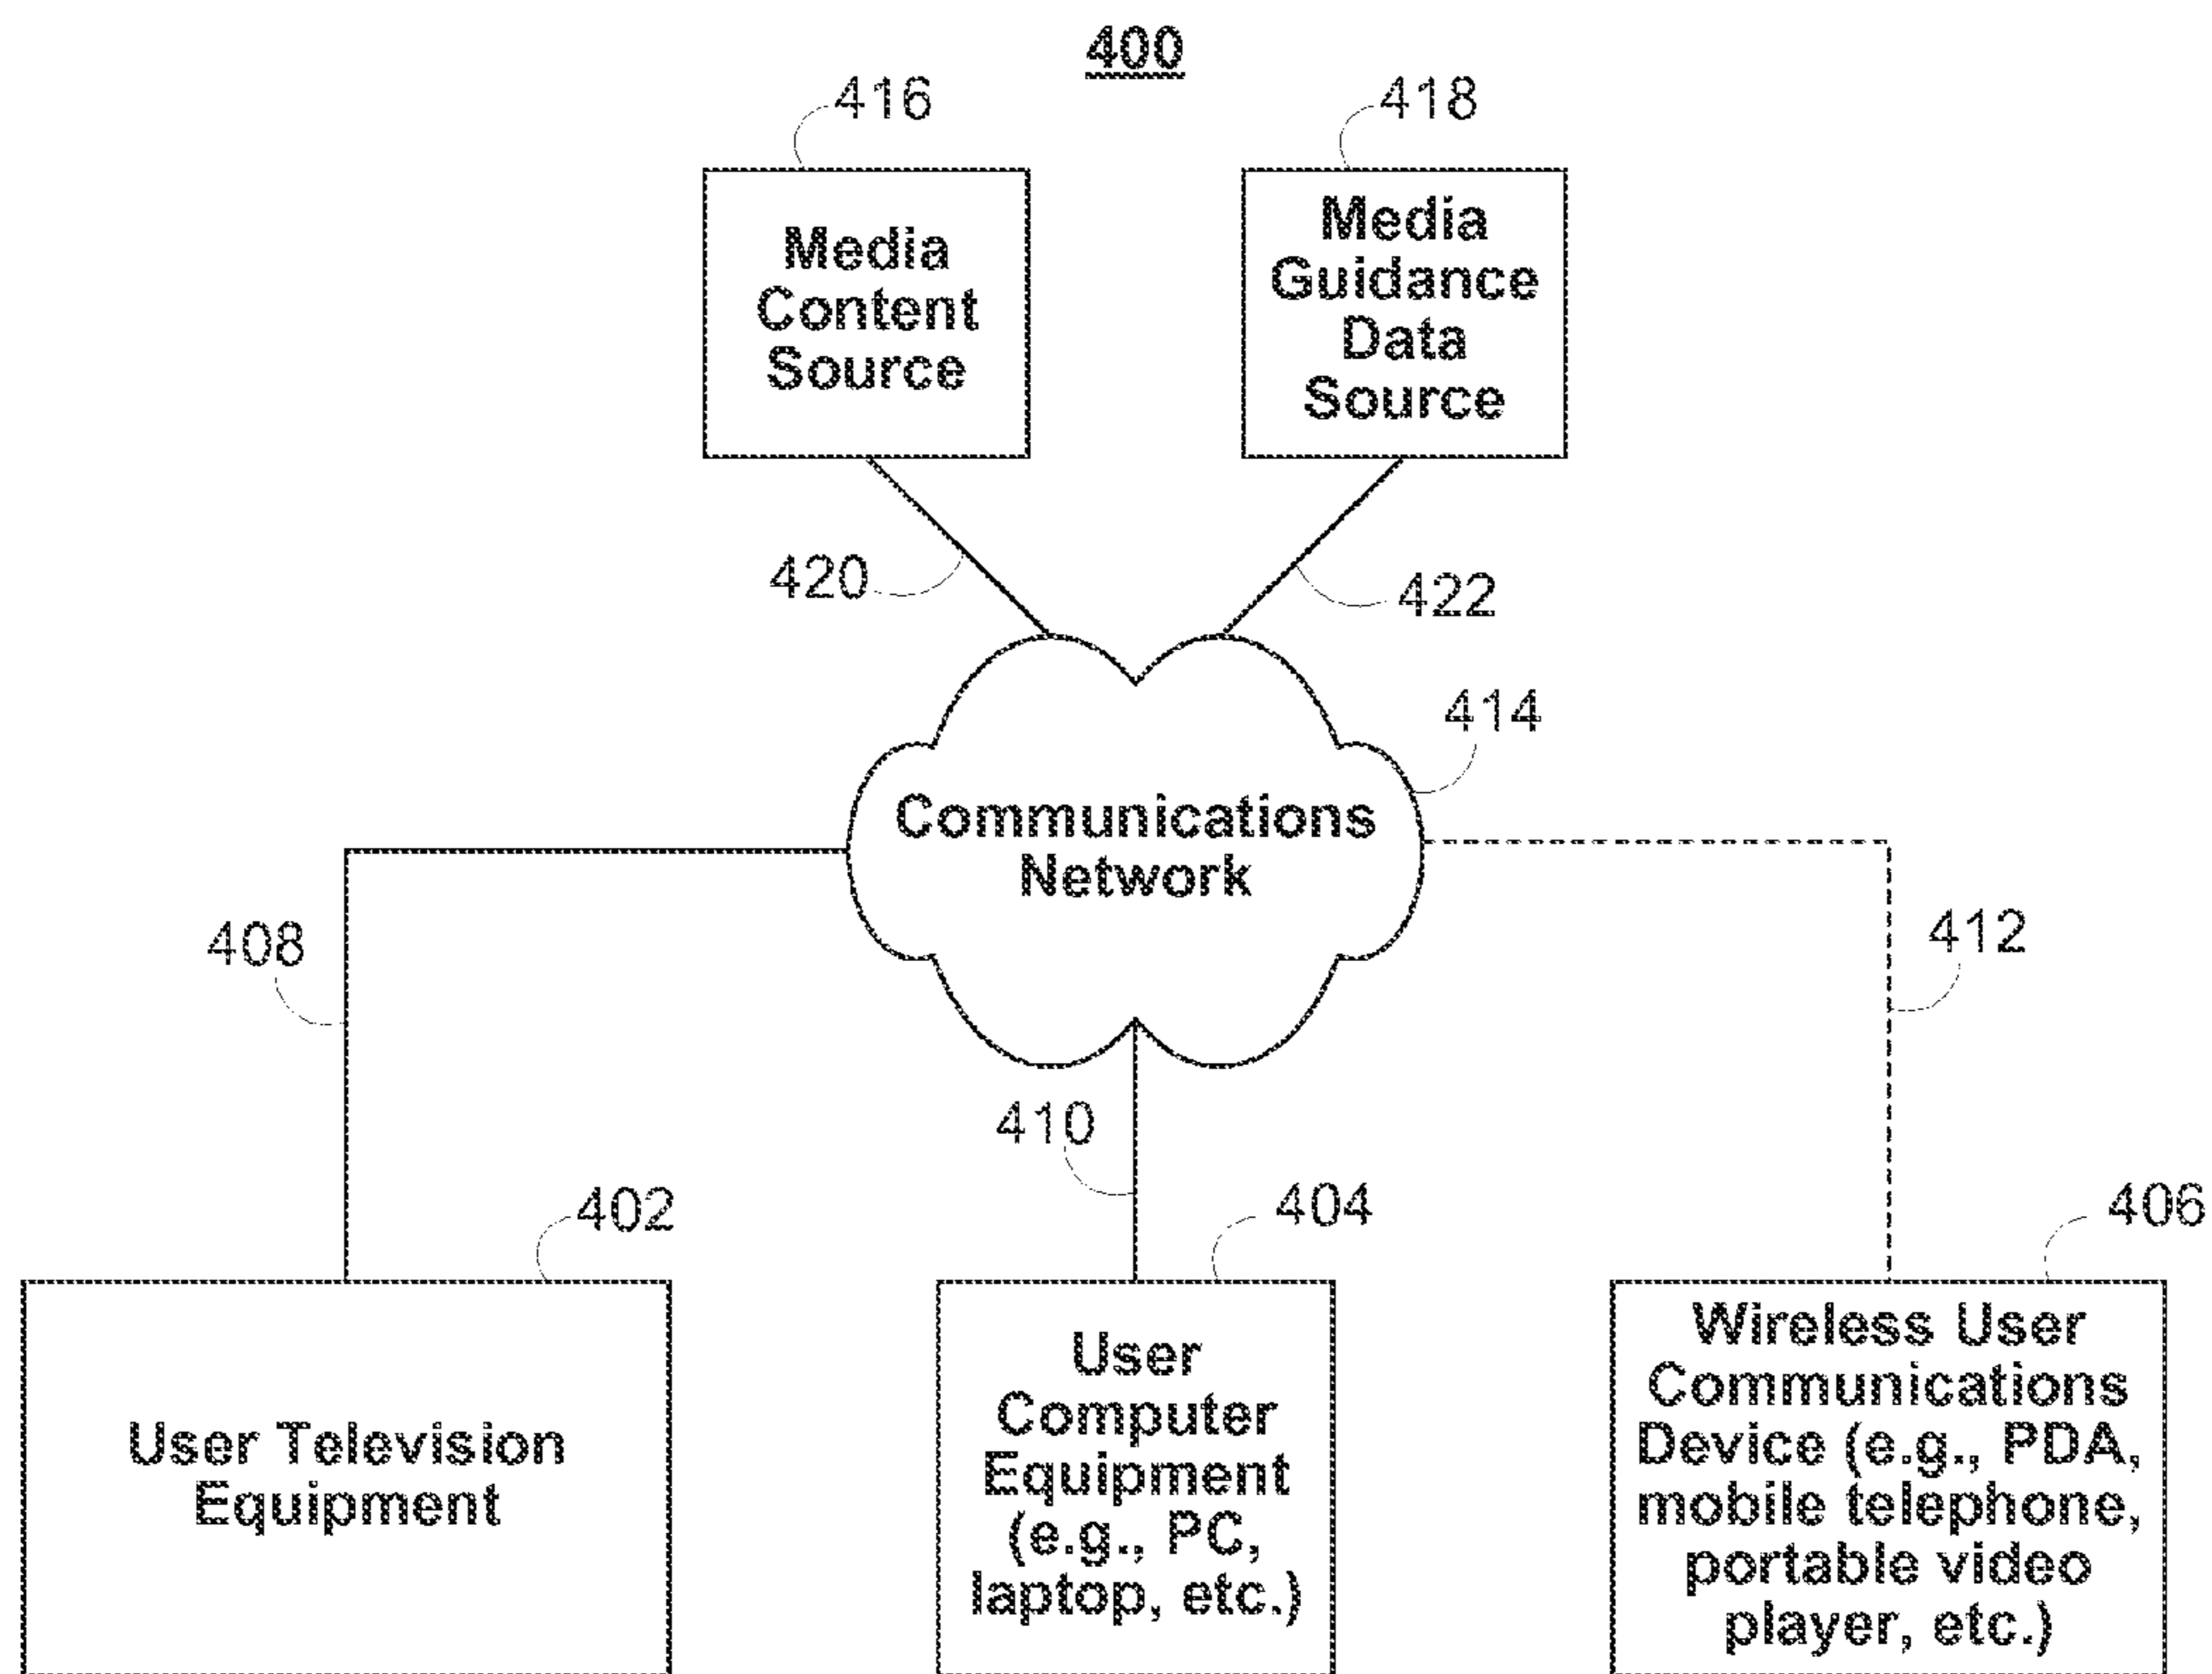 400
416
418
Media
Content
Source
Media
Guidance
Data
Source
420
422
414
Communications
Network
408
412
410
402
404
406
User Television
Equipment
User
Computer
Equipment
(e.g., PC,
laptop, etc.)
Wireless User
Communications
Device (e.g., PDA,
mobile telephone,
portable video
player, etc.)